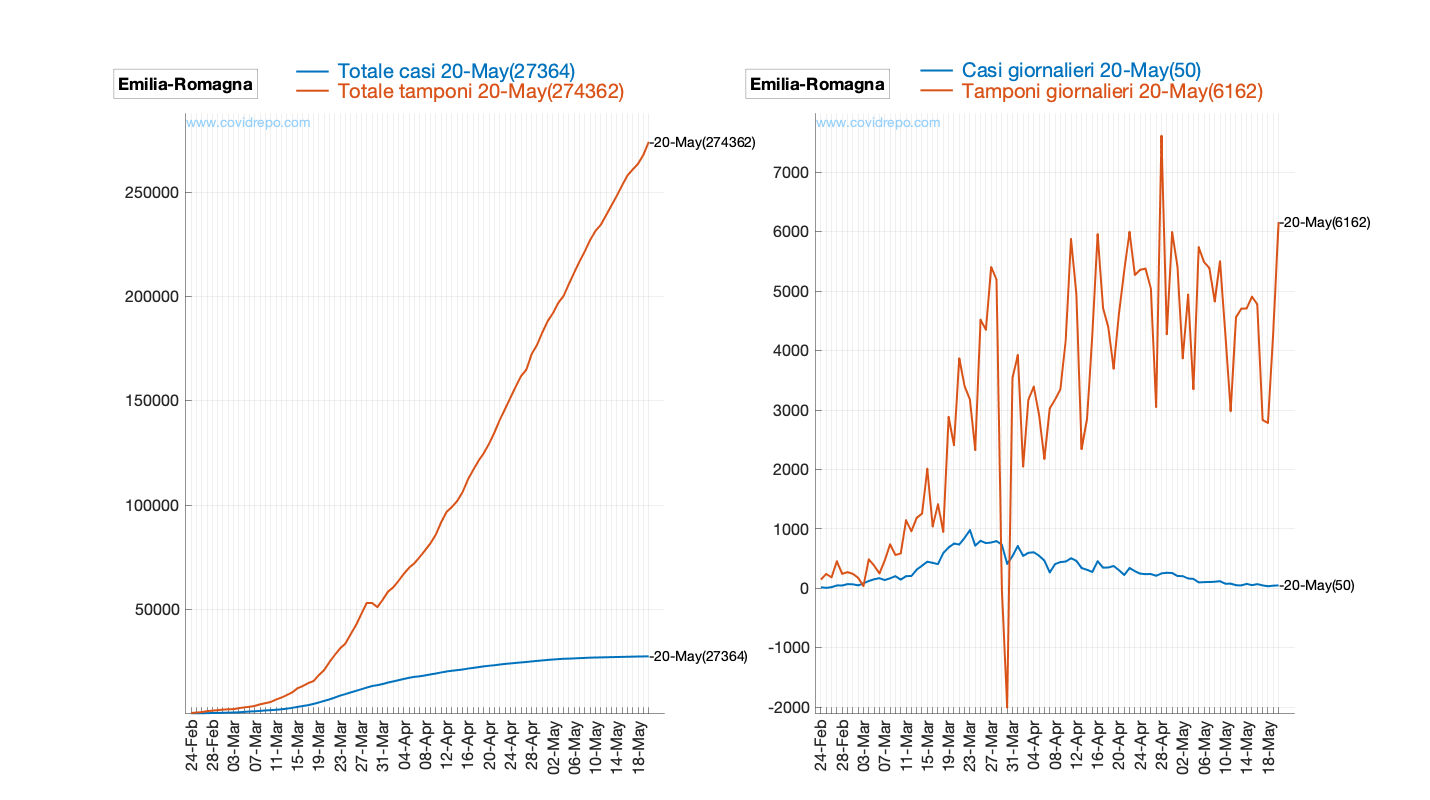 Emilia-Romagna
Totale casi 20-May(27364)
Totale tamponi 20-May(274362)
www.covidrepo.com
250000
200000
150000
100000
50000
20-May(274362)
20-May(27364)
24-Feb
28-Feb
03-Mar
07-Mar
11-Mar
15-Mar
19-Mar
23-Mar
27-Mar
31-Mar
04-Apr
08-Apr
12-Apr
16-Apr
20-Apr
24-Apr
28-Apr
02-May
06-May
10-May
14-May
18-May
Emilia-Romagna
Casi giornalieri 20-May(50)
Tamponi giornalieri 20-May(6162)
www.covidrepo.com
7000
6000
5000
4000
3000
2000
1000
0
-1000
-2000
20-May(6162)
20-May(50)
24-Feb
28-Feb
03-Mar
07-Mar
11-Mar
15-Mar
19-Mar
23-Mar
27-Mar
31-Mar
04-Apr
08-Apr
12-Apr
16-Apr
20-Apr
24-Apr
28-Apr
02-May
06-May
10-May
14-May
18-May